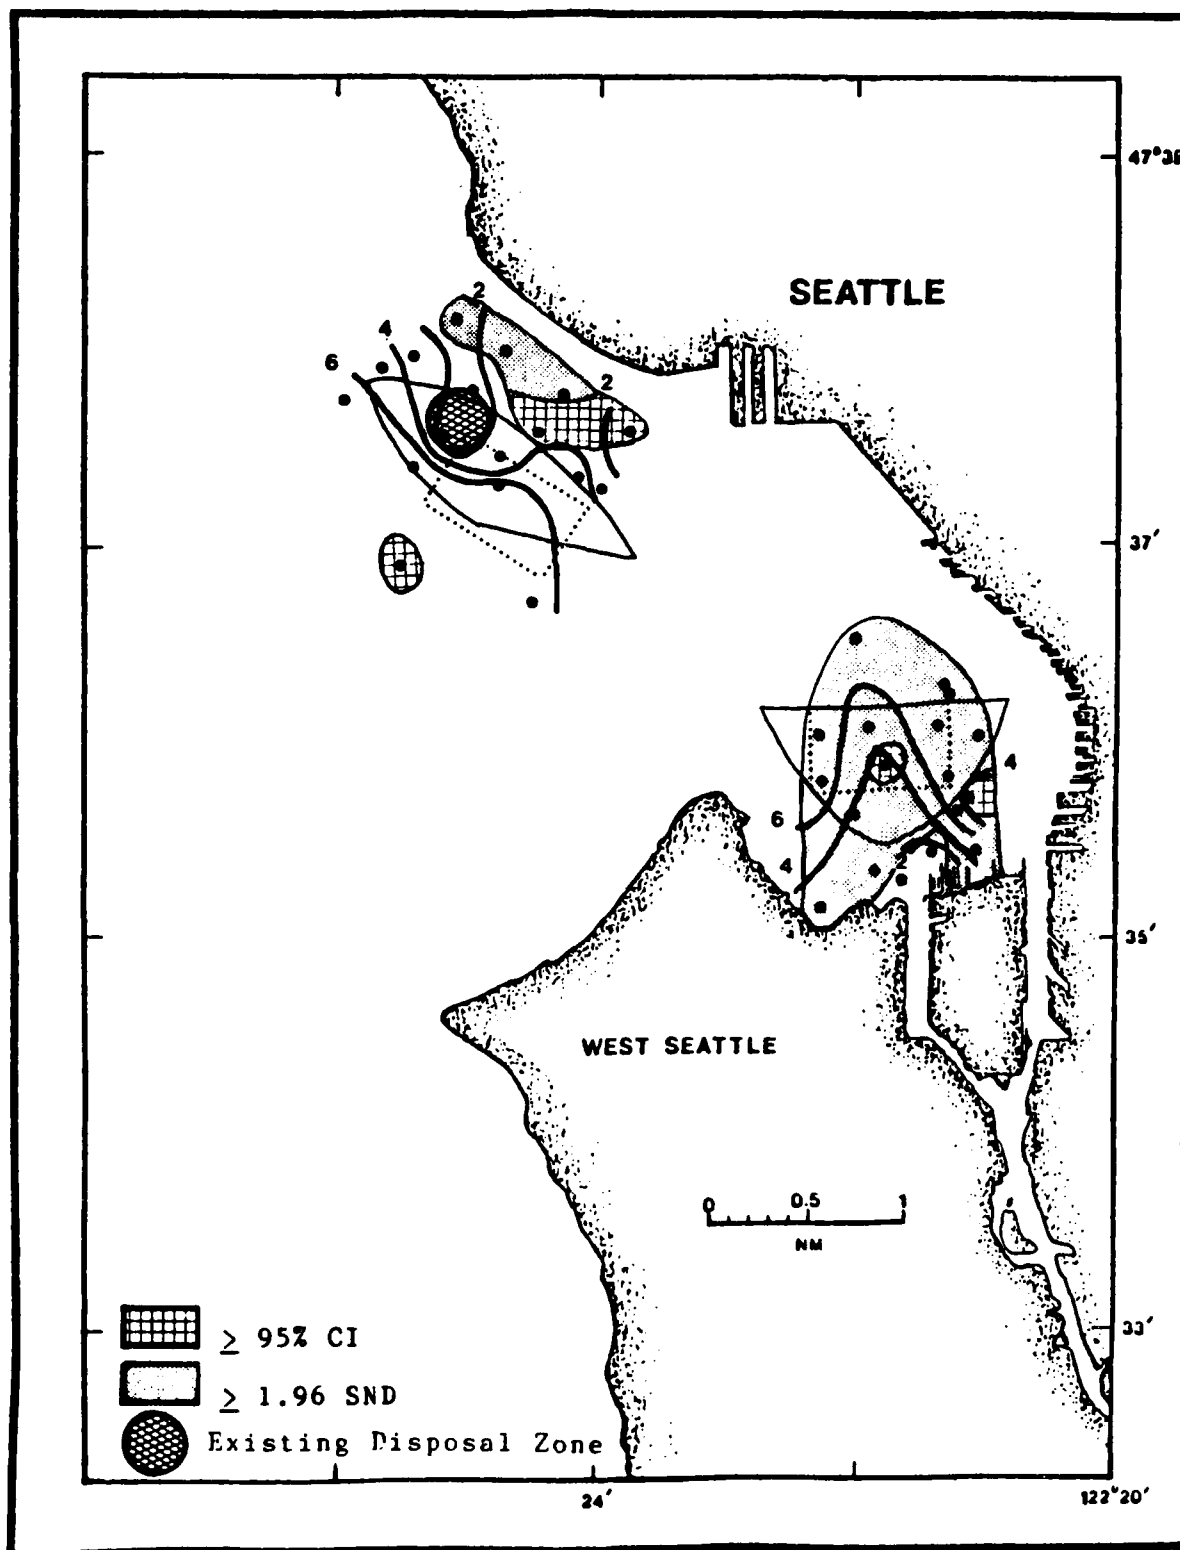 47°38
SEATTLE
2
4
6
2
37'
4
6
4
2
35'
WEST SEATTLE
0 0.5 1
NM
33'
≥ 95% CI
≥ 1.96 SND
Existing Disposal Zone
24'
122°20'